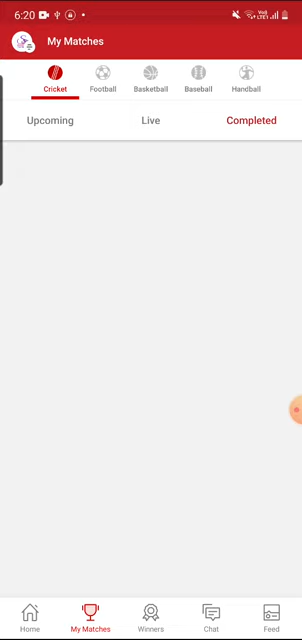 6:20
My Matches
Cricket Football Basketball Baseball Handball
Upcoming Live Completed
Home My Matches Winners Chat Feed